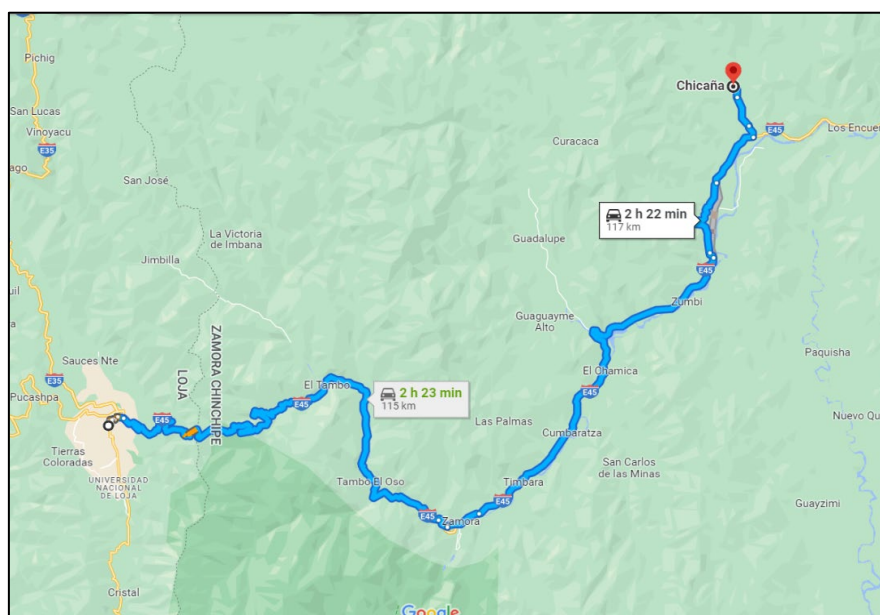 Pichig
San Lucas
Vinoyacu
ago
E35
San José
La Victoria
de Imbana
Jimbilla
uil
Sauces Nte
E35
Pucashpa
LOJA
ZAMORA CHINCHIPE
E45
Tierras
Coloradas
UNIVERSIDAD
NACIONAL
DE LOJA
Cristal
El Tambo
E45
2 h 23 min
115 km
Tambo El Oso
E45
Zamora
Timbara
E45
Las Palmas
Cumbaratza
San Carlos
de las Minas
E45
El Chamica
Guaguayme
Alto
Guadalupe
Zumbi
E45
2 h 22 min
117 km
Curacaca
Chicaña
E45
Los Encuen
Paquisha
Nuevo Qu
Guayzimi
Google